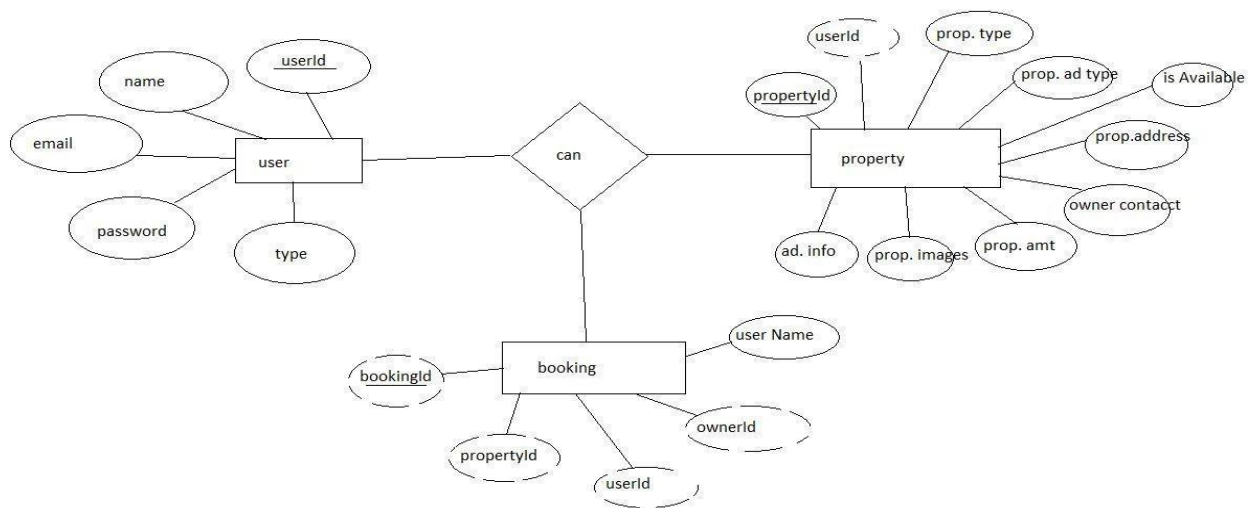 userId
prop. type
userId
name
prop. ad type
is Available
propertyId
email
prop.address
user
can
property
owner contacct
password
type
ad. info
prop. images
prop. amt
user Name
booking
bookingId
ownerId
propertyId
userId